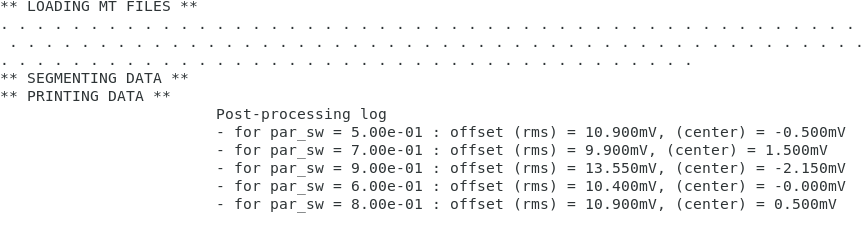 ** LOADING MT FILES **
. . . . . . . . . . . . . . . . . . . . . . . . . . . . . . . . . . . . . . . . . . . . . . . .
. . . . . . . . . . . . . . . . . . . . . . . . . . . . . . . . . . . . . . . . . . . . . . . .
. . . . . . . . . . . . . . . . . . . . . . . . . . . . . . . . . . . . . . .
** SEGMENTING DATA **
** PRINTING DATA **
Post-processing log
- for par_sw = 5.00e-01 : offset (rms) = 10.900mV, (center) = -0.500mV
- for par_sw = 7.00e-01 : offset (rms) = 9.900mV, (center) = 1.500mV
- for par_sw = 9.00e-01 : offset (rms) = 13.550mV, (center) = -2.150mV
- for par_sw = 6.00e-01 : offset (rms) = 10.400mV, (center) = -0.000mV
- for par_sw = 8.00e-01 : offset (rms) = 10.900mV, (center) = 0.500mV